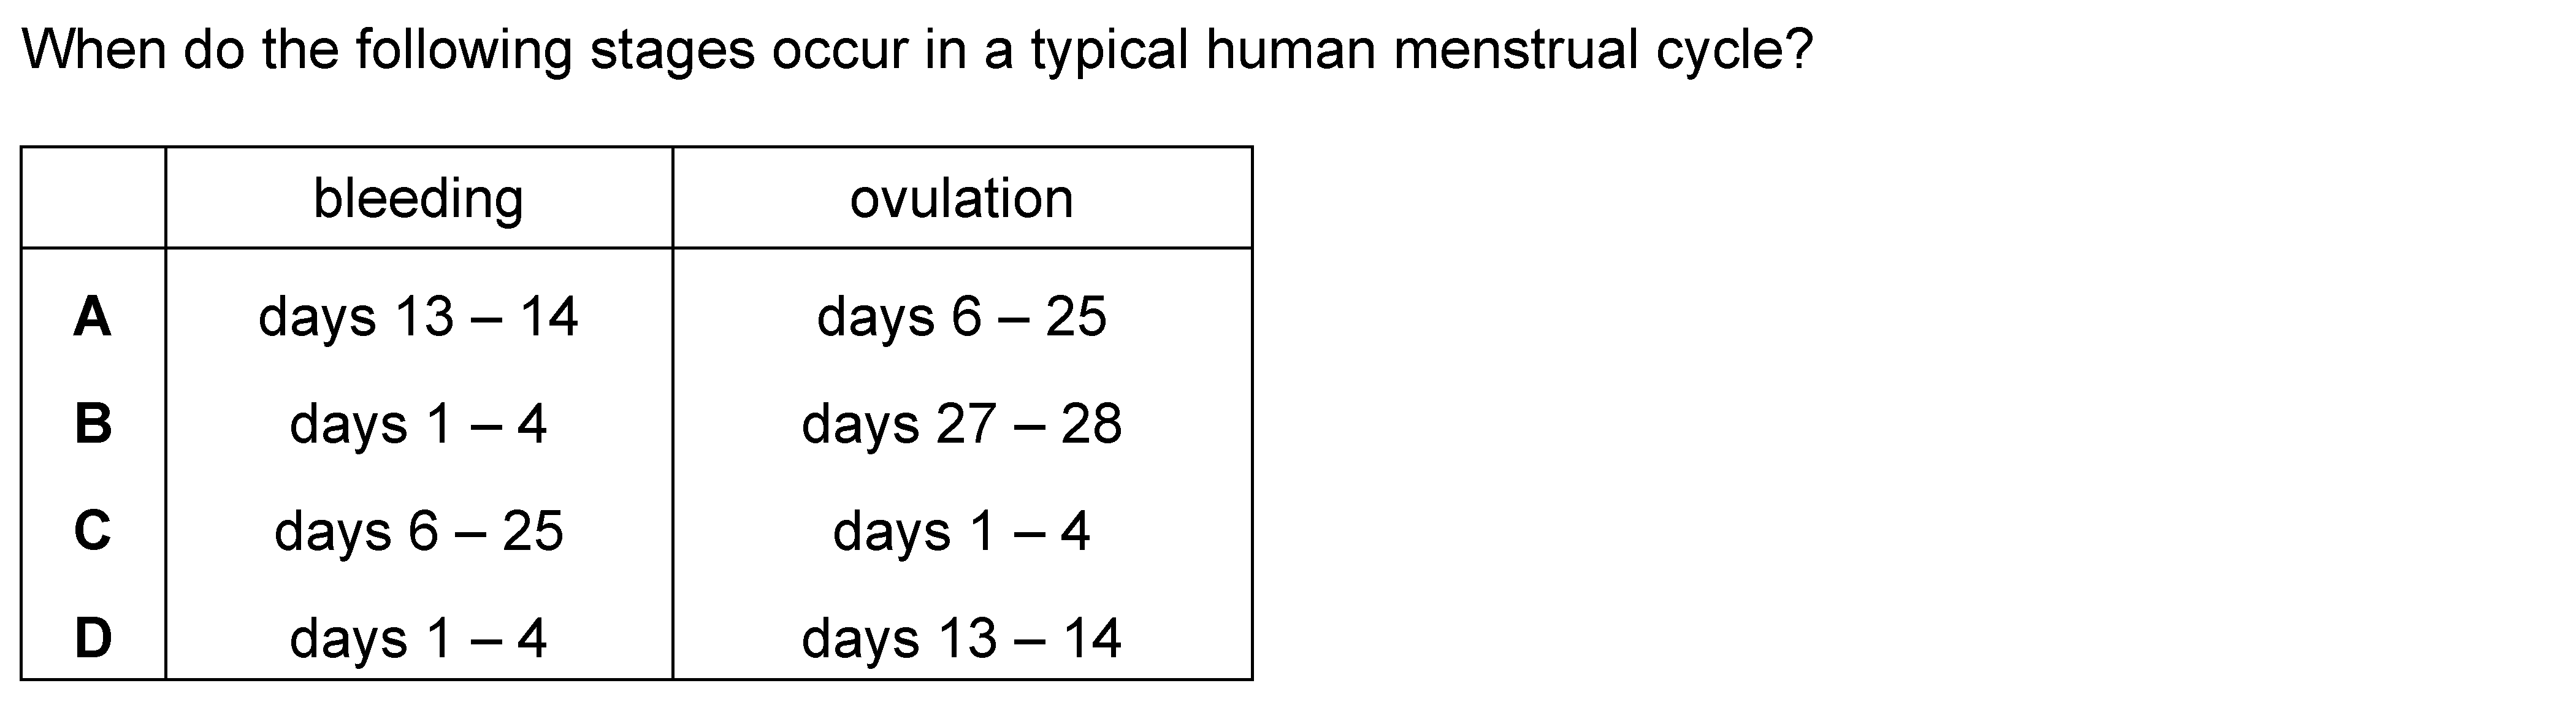 When do the following stages occur in a typical human menstrual cycle?
bleeding ovulation
A days 13 – 14 days 6 – 25
B days 1 – 4 days 27 – 28
C days 6 – 25 days 1 – 4
D days 1 – 4 days 13 – 14